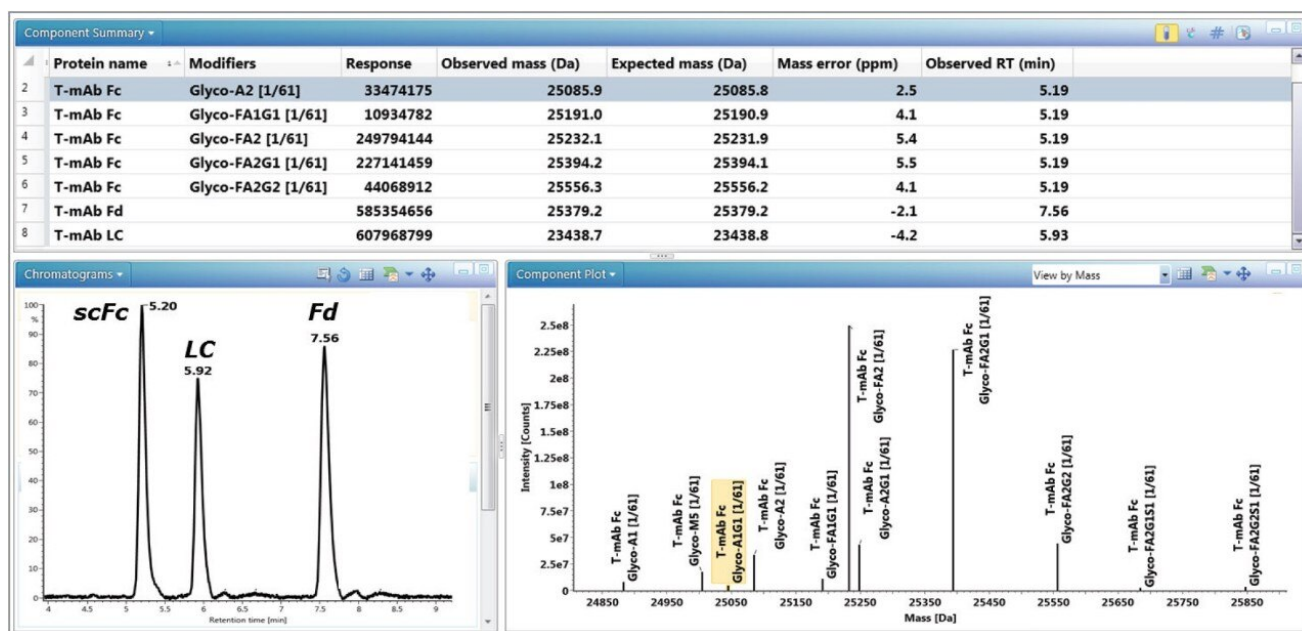 Component Summary
Protein name Modifiers Response Observed mass (Da) Expected mass (Da) Mass error (ppm) Observed RT (min)
2 T-mAb Fc Glyco-A2 [1/61] 33474175 25085.9 25085.8 2.5 5.19
3 T-mAb Fc Glyco-FA1G1 [1/61] 10934782 25191.0 25190.9 4.1 5.19
4 T-mAb Fc Glyco-FA2 [1/61] 249794144 25232.1 25231.9 5.4 5.19
5 T-mAb Fc Glyco-FA2G1 [1/61] 227141459 25394.2 25394.1 5.5 5.19
6 T-mAb Fc Glyco-FA2G2 [1/61] 44068912 25556.3 25556.2 4.1 5.19
7 T-mAb Fd 585354656 25379.2 25379.2 -2.1 7.56
8 T-mAb LC 607968799 23438.7 23438.8 -4.2 5.93
Chromatograms
100
%
90
80
70
60
50
40
30
20
10
0
scFc
5.20
LC
5.92
Fd
7.56
4 4.5 5 5.5 6 6.5 7 7.5 8 8.5 9
Retention time [min]
Component Plot
View by Mass
Intensity [Counts]
2.5e8
2.25e8
2e8
1.75e8
1.5e8
1.25e8
1e8
7.5e7
5e7
2.5e7
0
T-mAb Fc
Glyco-A1 [1/61]
T-mAb Fc
Glyco-M5 [1/61]
T-mAb Fc
Glyco-A1G1 [1/61]
T-mAb Fc
Glyco-A2 [1/61]
T-mAb Fc
Glyco-FA1G1 [1/61]
T-mAb Fc
Glyco-FA2 [1/61]
T-mAb Fc
Glyco-A2G1 [1/61]
T-mAb Fc
Glyco-FA2G1 [1/61]
T-mAb Fc
Glyco-FA2G2 [1/61]
T-mAb Fc
Glyco-FA2G1S1 [1/61]
T-mAb Fc
Glyco-FA2G2S1 [1/61]
24850 24950 25050 25150 25250 25350 25450 25550 25650 25750 25850
Mass [Da]